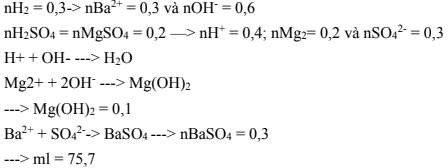 nH₂ = 0,3-> nBa²⁺ = 0,3 và nOH⁻ = 0,6
nH₂SO₄ = nMgSO₄ = 0,2 —> nH⁺ = 0,4; nMg₂= 0,2 và nSO₄²⁻ = 0,3
H+ + OH- ---> H₂O
Mg2+ + 2OH⁻ ---> Mg(OH)₂
---> Mg(OH)₂ = 0,1
Ba²⁺ + SO₄²⁻-> BaSO₄ ---> nBaSO₄ = 0,3
---> ml = 75,7